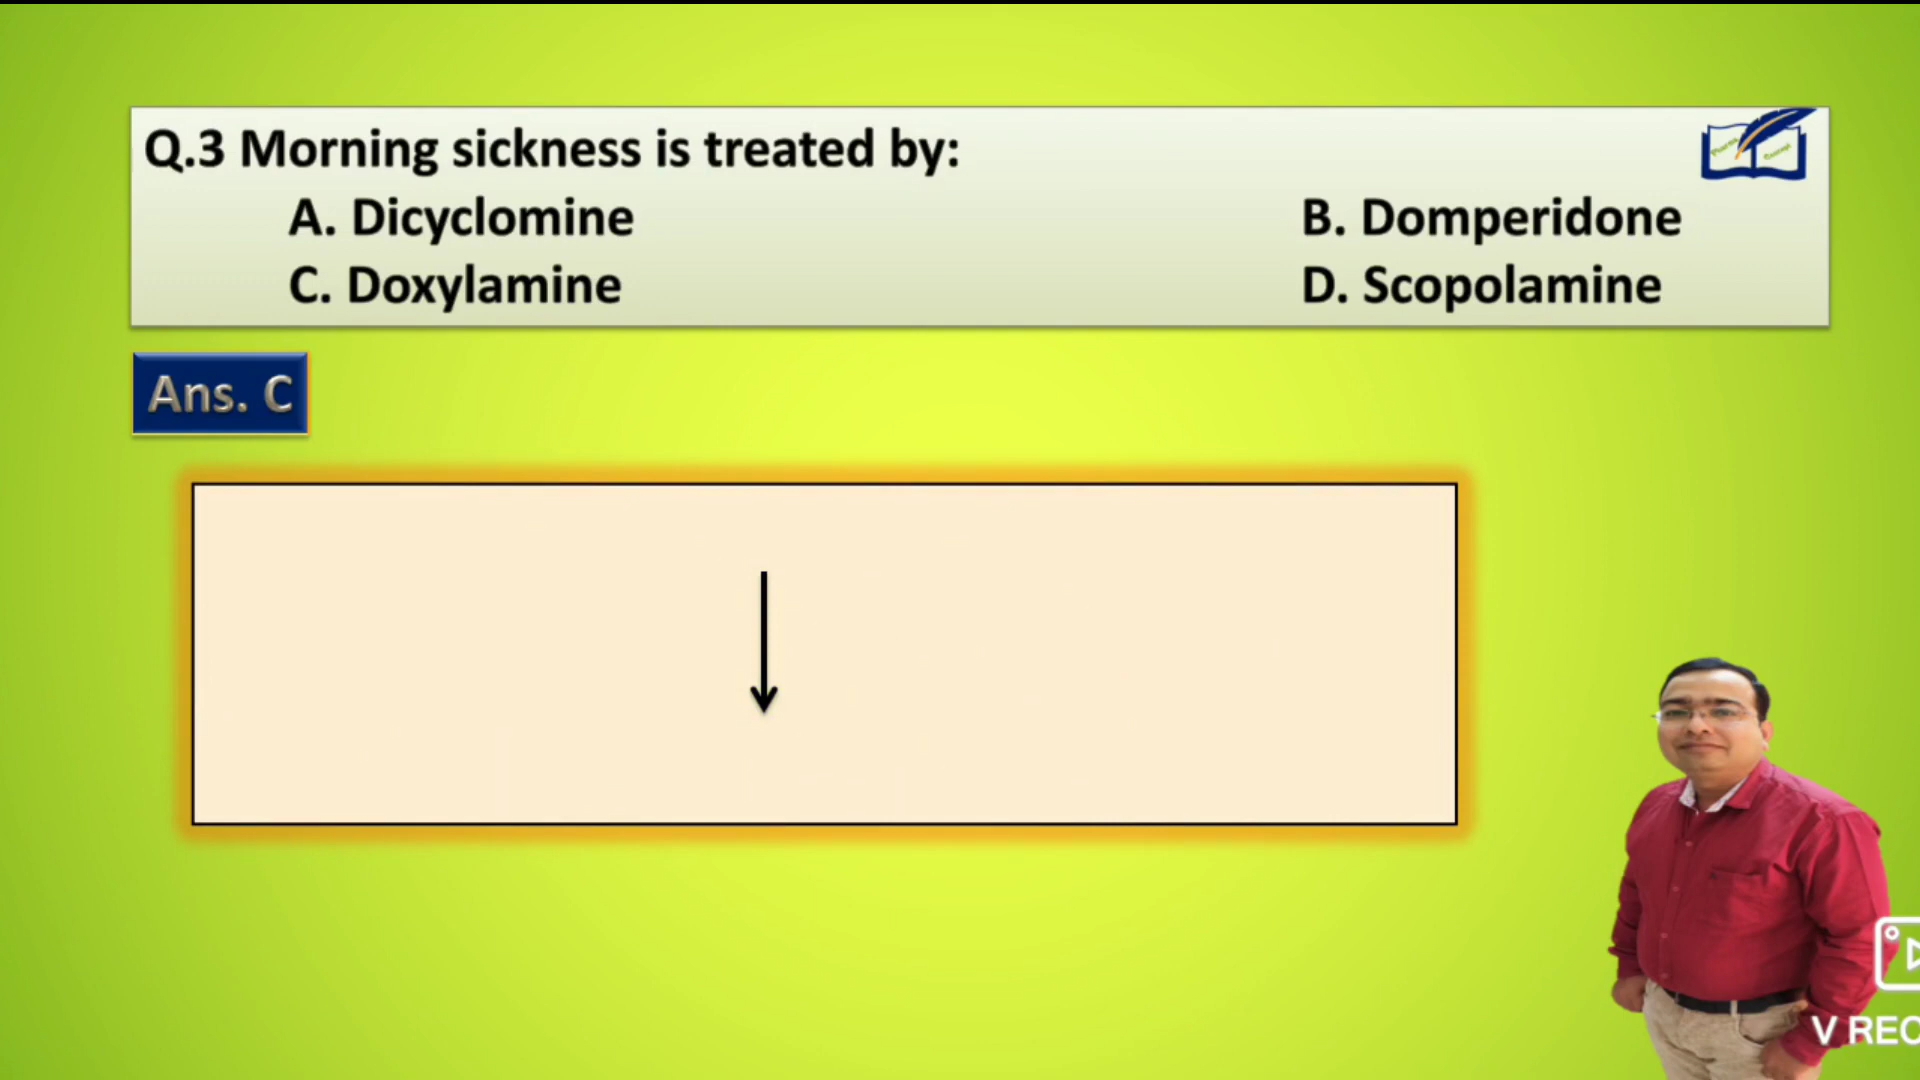 Q.3 Morning sickness is treated by:
A. Dicyclomine B. Domperidone
C. Doxylamine D. Scopolamine
Ans. C
V REC